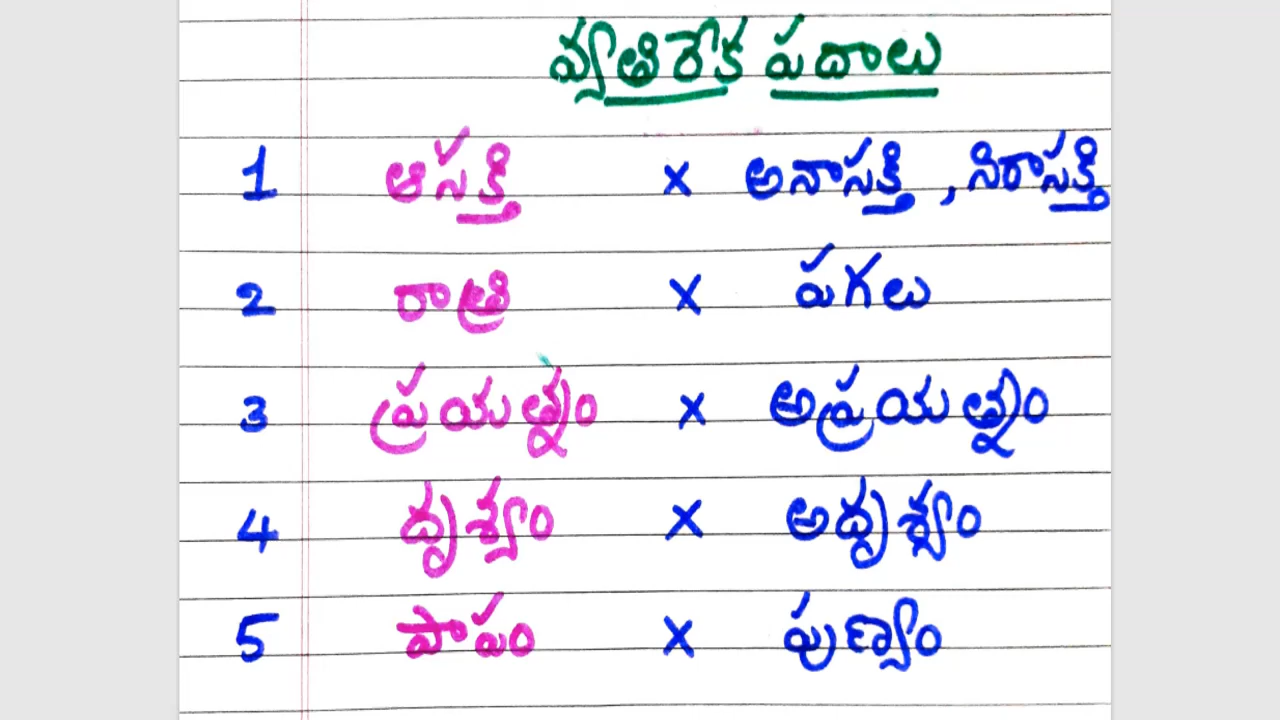 వ్యతిరేక పదాలు
1 ఆసక్తి x అనాసక్తి , నిరాసక్తి
2 రాత్రి x పగలు
3 ప్రయత్నం x అప్రయత్నం
4 దృశ్యం x అదృశ్యం
5 పాపం x పుణ్యం